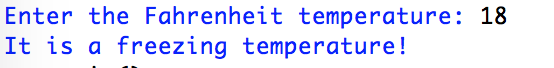 Enter the Fahrenheit temperature: 18
It is a freezing temperature!